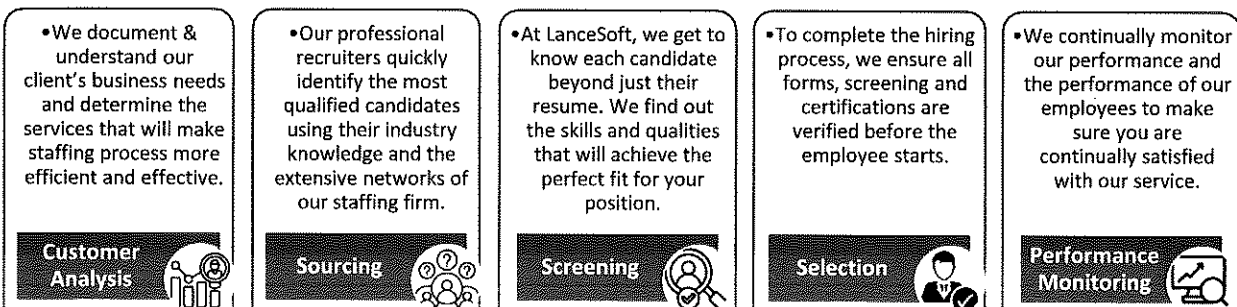 •We document &
understand our
client's business needs
and determine the
services that will make
staffing process more
efficient and effective.
Customer
Analysis
•Our professional
recruiters quickly
identify the most
qualified candidates
using their industry
knowledge and the
extensive networks of
our staffing firm.
Sourcing
•At LanceSoft, we get to
know each candidate
beyond just their
resume. We find out
the skills and qualities
that will achieve the
perfect fit for your
position.
Screening
•To complete the hiring
process, we ensure all
forms, screening and
certifications are
verified before the
employee starts.
Selection
•We continually monitor
our performance and
the performance of our
employees to make
sure you are
continually satisfied
with our service.
Performance
Monitoring